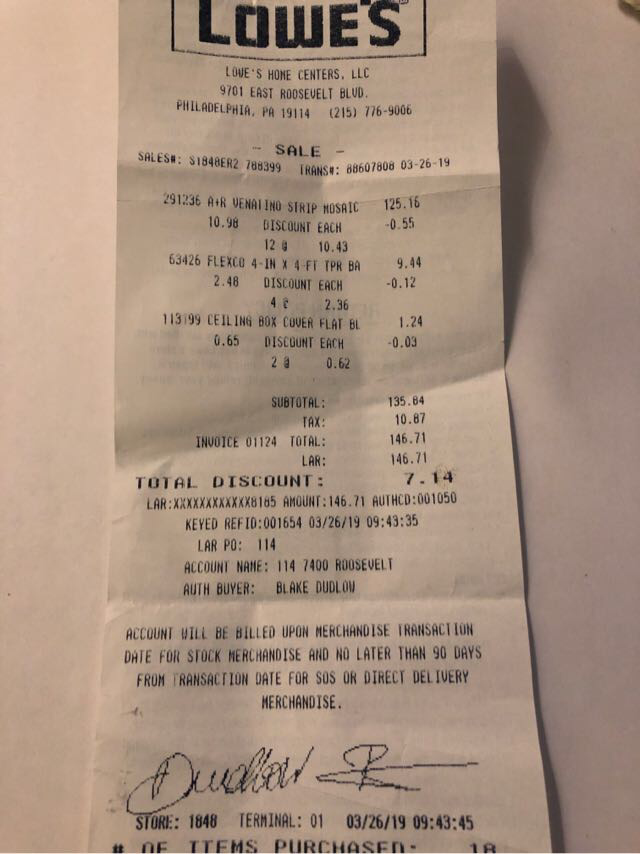 LOWE'S
LOWE'S HOME CENTERS, LLC
9701 EAST ROOSEVELT BLVD.
PHILADELPHIA, PA 19114 (215) 776-9006
- SALE -
SALES#: S1848ER2 788399 TRANS#: 88607808 03-26-19
291236 A+R VENATINO STRIP MOSAIC 125.16
10.98 DISCOUNT EACH -0.55
12 @ 10.43
63426 FLEXCO 4-IN X 4-FT TPR BA 9.44
2.48 DISCOUNT EACH -0.12
4 @ 2.36
113199 CEILING BOX COVER FLAT BL 1.24
0.65 DISCOUNT EACH -0.03
2 @ 0.62
SUBTOTAL: 135.84
TAX: 10.87
INVOICE 01124 TOTAL: 146.71
LAR: 146.71
TOTAL DISCOUNT: 7.14
LAR:XXXXXXXXXXXX8185 AMOUNT:146.71 AUTHCD:001050
KEYED REFID:001654 03/26/19 09:43:35
LAR PO: 114
ACCOUNT NAME: 114 7400 ROOSEVELT
AUTH BUYER: BLAKE DUDLOW
ACCOUNT WILL BE BILLED UPON MERCHANDISE TRANSACTION
DATE FOR STOCK MERCHANDISE AND NO LATER THAN 90 DAYS
FROM TRANSACTION DATE FOR SOS OR DIRECT DELIVERY
MERCHANDISE.
STORE: 1848 TERMINAL: 01 03/26/19 09:43:45
# OF ITEMS PURCHASED: 18